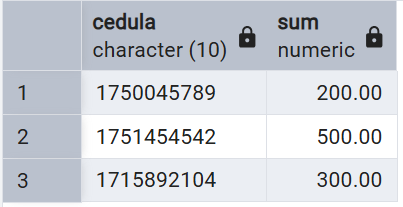 cedula sum
character (10) numeric
1 1750045789 200.00
2 1751454542 500.00
3 1715892104 300.00